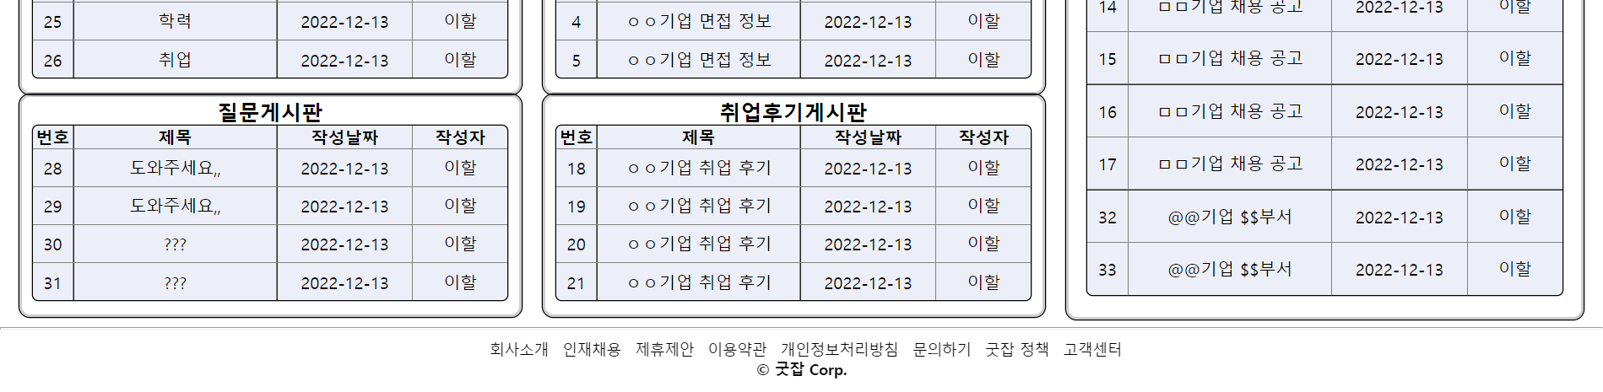 25 학력 2022-12-13 이할
26 취업 2022-12-13 이할
4 ㅇㅇ기업 면접 정보 2022-12-13 이할
5 ㅇㅇ기업 면접 정보 2022-12-13 이할
질문게시판
번호 제목 작성날짜 작성자
28 도와주세요,, 2022-12-13 이할
29 도와주세요,, 2022-12-13 이할
30 ??? 2022-12-13 이할
31 ??? 2022-12-13 이할
취업후기게시판
번호 제목 작성날짜 작성자
18 ㅇㅇ기업 취업 후기 2022-12-13 이할
19 ㅇㅇ기업 취업 후기 2022-12-13 이할
20 ㅇㅇ기업 취업 후기 2022-12-13 이할
21 ㅇㅇ기업 취업 후기 2022-12-13 이할
14 ㅁㅁ기업 채용 공고 2022-12-13 이할
15 ㅁㅁ기업 채용 공고 2022-12-13 이할
16 ㅁㅁ기업 채용 공고 2022-12-13 이할
17 ㅁㅁ기업 채용 공고 2022-12-13 이할
32 @@기업 $$부서 2022-12-13 이할
33 @@기업 $$부서 2022-12-13 이할
회사소개 인재채용 제휴제안 이용약관 개인정보처리방침 문의하기 굿잡 정책 고객센터
© 굿잡 Corp.